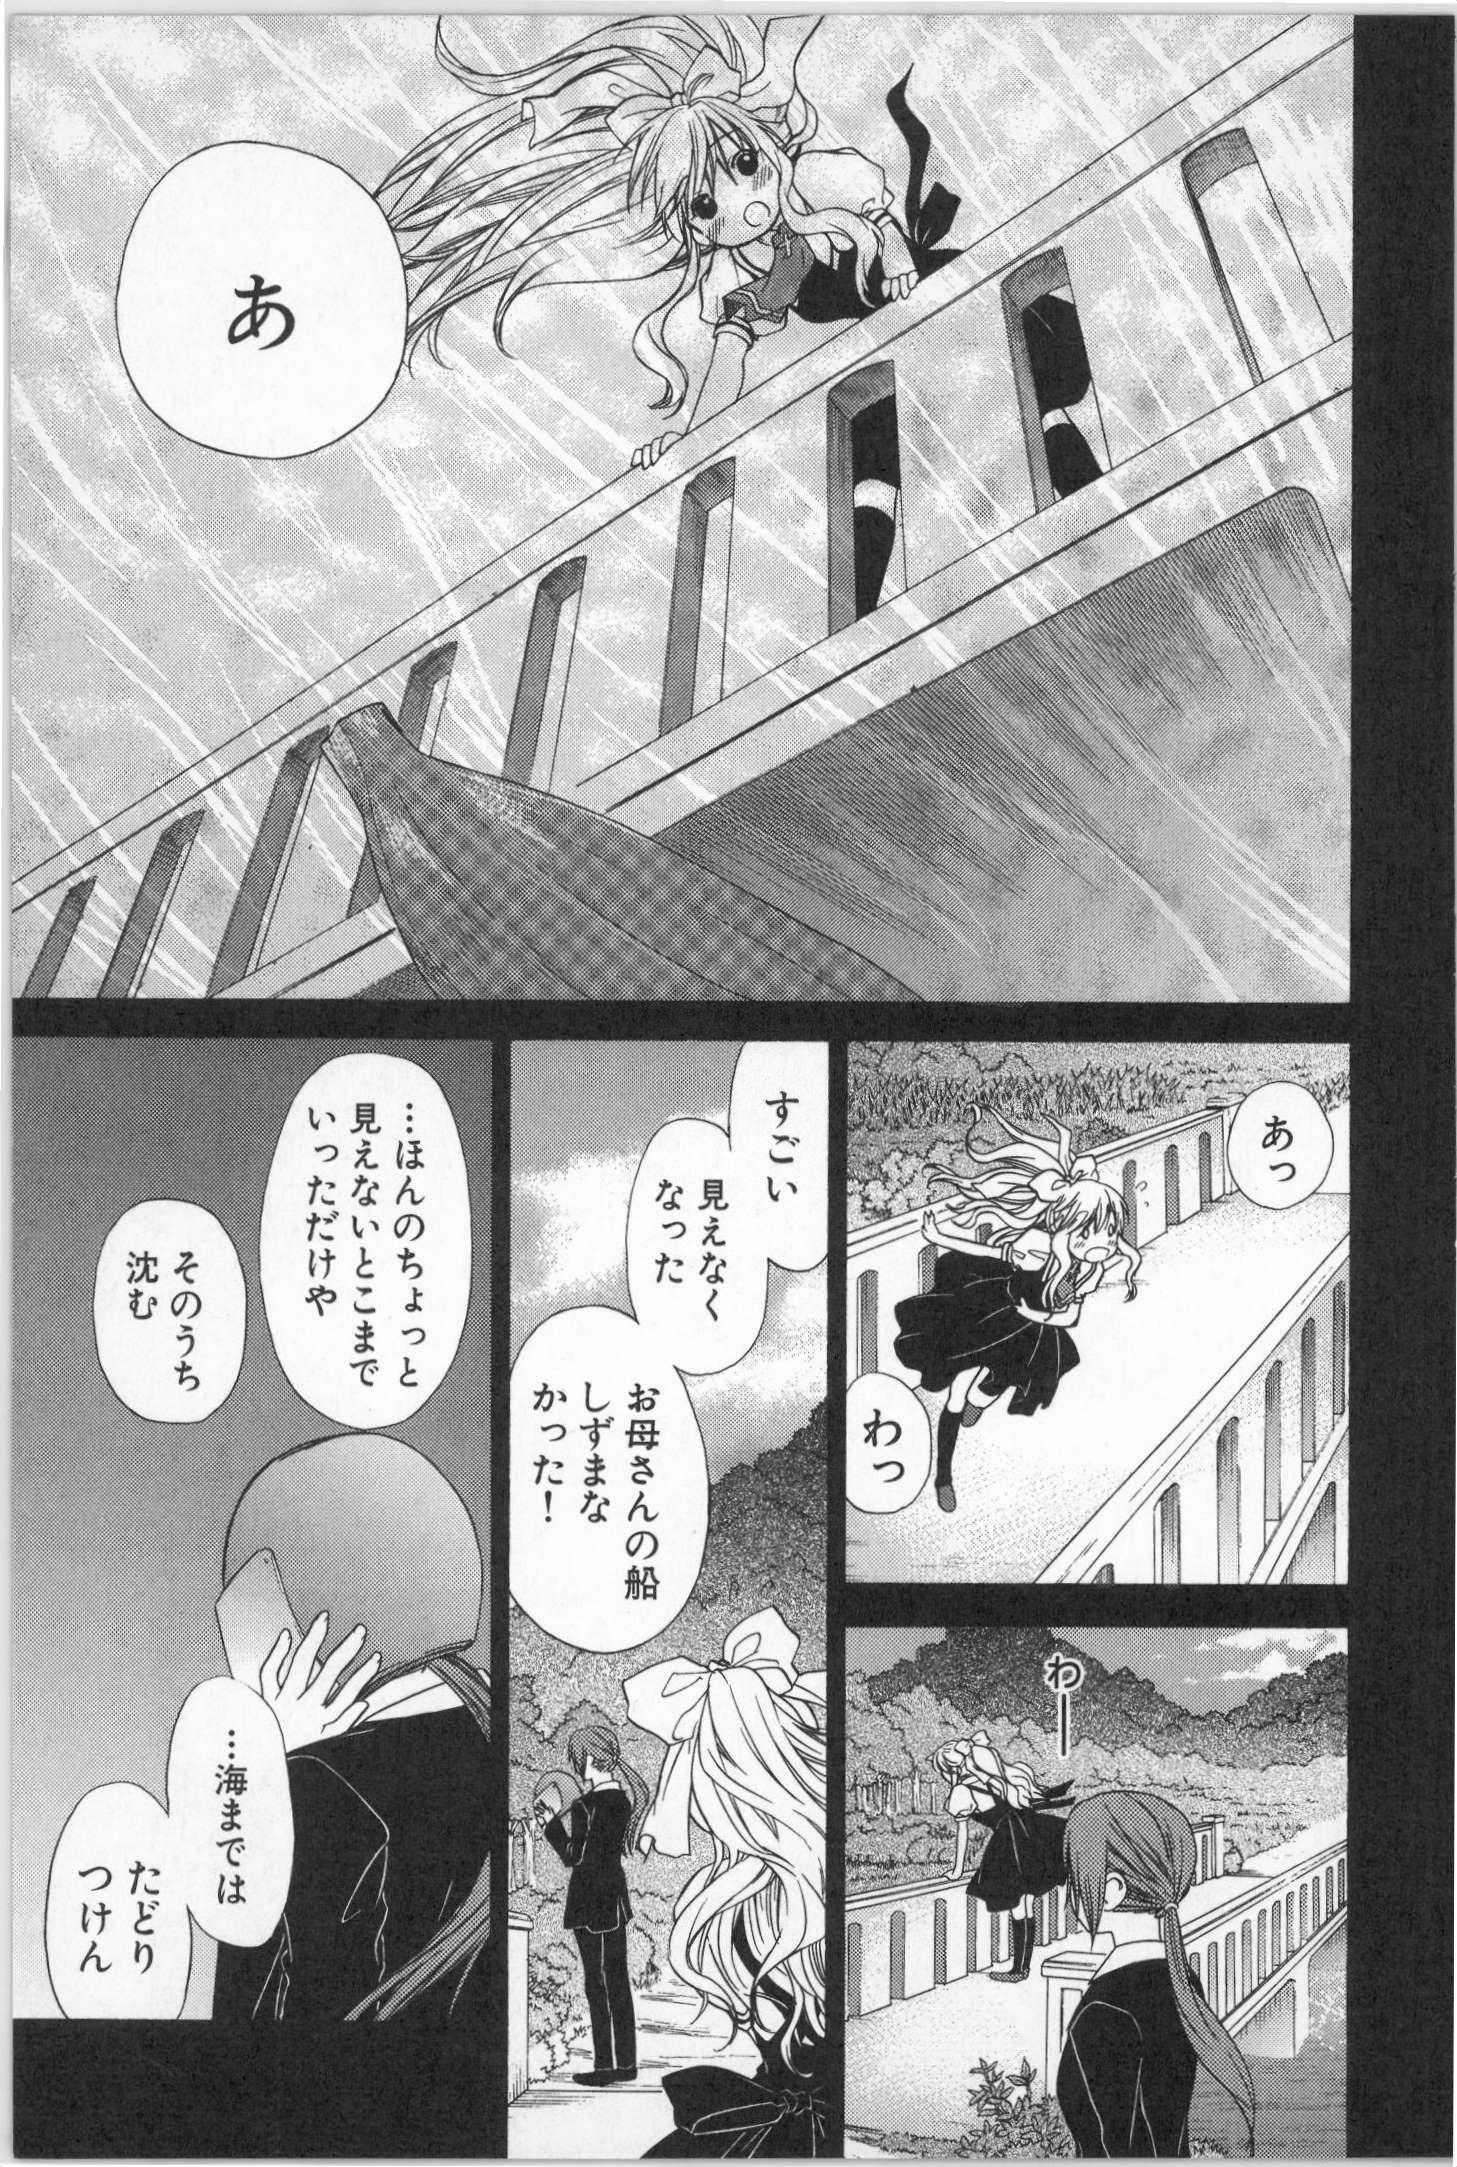 あ
あっ
わっ
わー
すごい
見えなく
なった
お母さんの船
しずまな
かった!
…ほんのちょっと
見えないとこまで
いっただけや
そのうち
沈む
…海までは
たどり
つけん